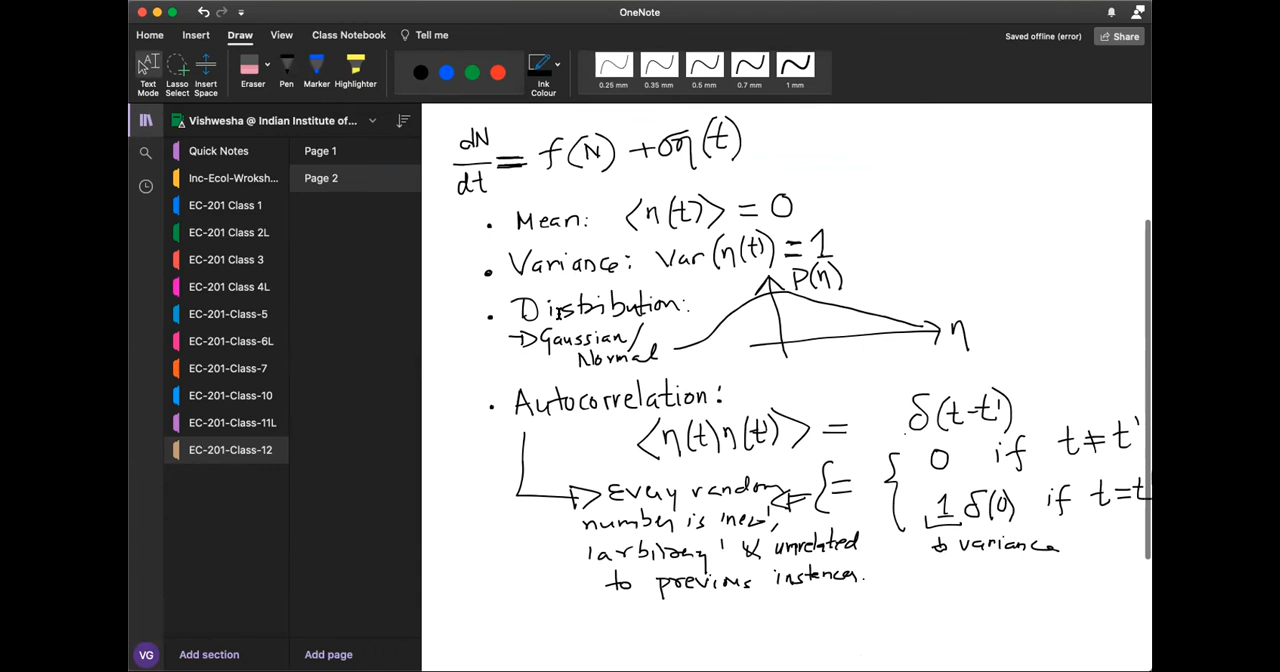 OneNote
Home Insert Draw View Class Notebook Tell me
Saved offline (error) Share
Text Mode
Lasso Select
Insert Space
Eraser
Pen
Marker
Highlighter
Ink Colour
0.25 mm 0.35 mm 0.5 mm 0.7 mm 1 mm
Vishwesha @ Indian Institute of...
Quick Notes
Inc-Ecol-Wroksh...
EC-201 Class 1
EC-201 Class 2L
EC-201 Class 3
EC-201 Class 4L
EC-201-Class-5
EC-201-Class-6L
EC-201-Class-7
EC-201-Class-10
EC-201-Class-11L
EC-201-Class-12
Page 1
Page 2
VG Add section Add page
dN/dt = f(N) + ση(t)
• Mean: ⟨η(t)⟩ = 0
• Variance: Var(η(t)) = 1
P(η)
• Distribution:
→ Gaussian/
Normal
η
• Autocorrelation:
⟨η(t)η(t')⟩ = δ(t-t')
= { 0 if t≠t'
1 δ(0) if t=t
↓ variance
Every random
number is 'new',
'arbitrary' & unrelated
to previous instances.